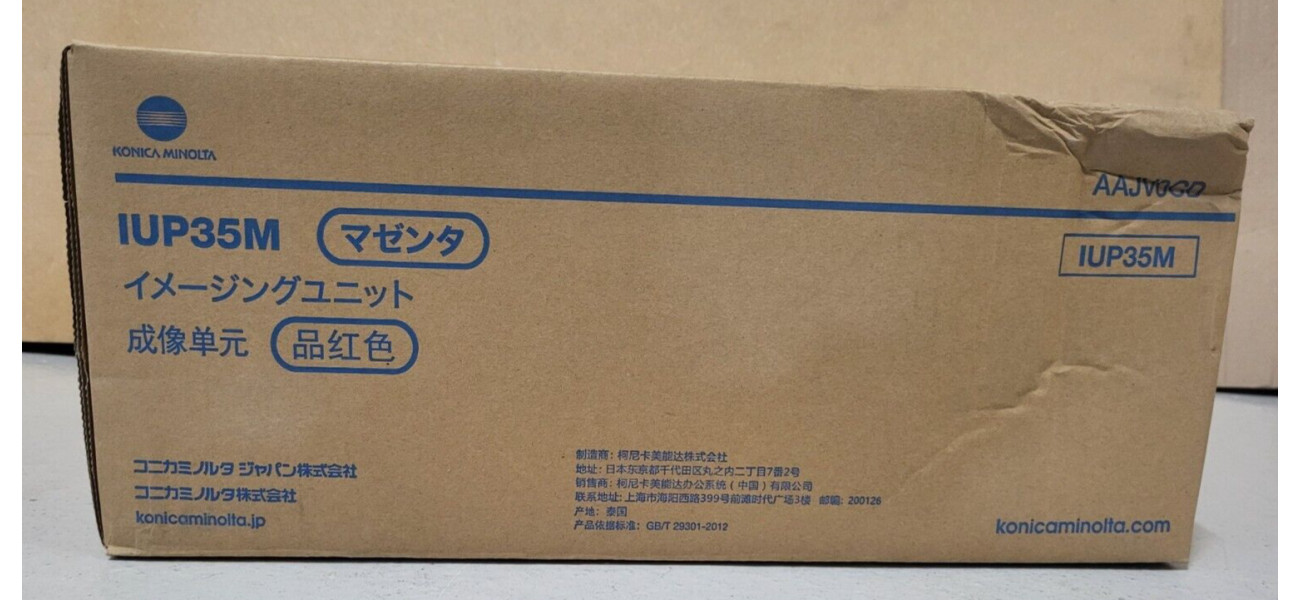 KONICA MINOLTA
IUP35M マゼンタ
イメージングユニット
成像单元 品红色
IUP35M
コニカミノルタ ジャパン株式会社
コニカミノルタ株式会社
konicaminolta.jp
制造商: 柯尼卡美能达株式会社
地址: 日本东京都千代田区丸之内二丁目7番2号
销售商: 柯尼卡美能达办公系统(中国)有限公司
联系地址: 上海市海阳西路399号前滩时代广场3楼 邮编: 200126
产地: 泰国
产品依据标准: GB/T 29301-2012
konicaminolta.com